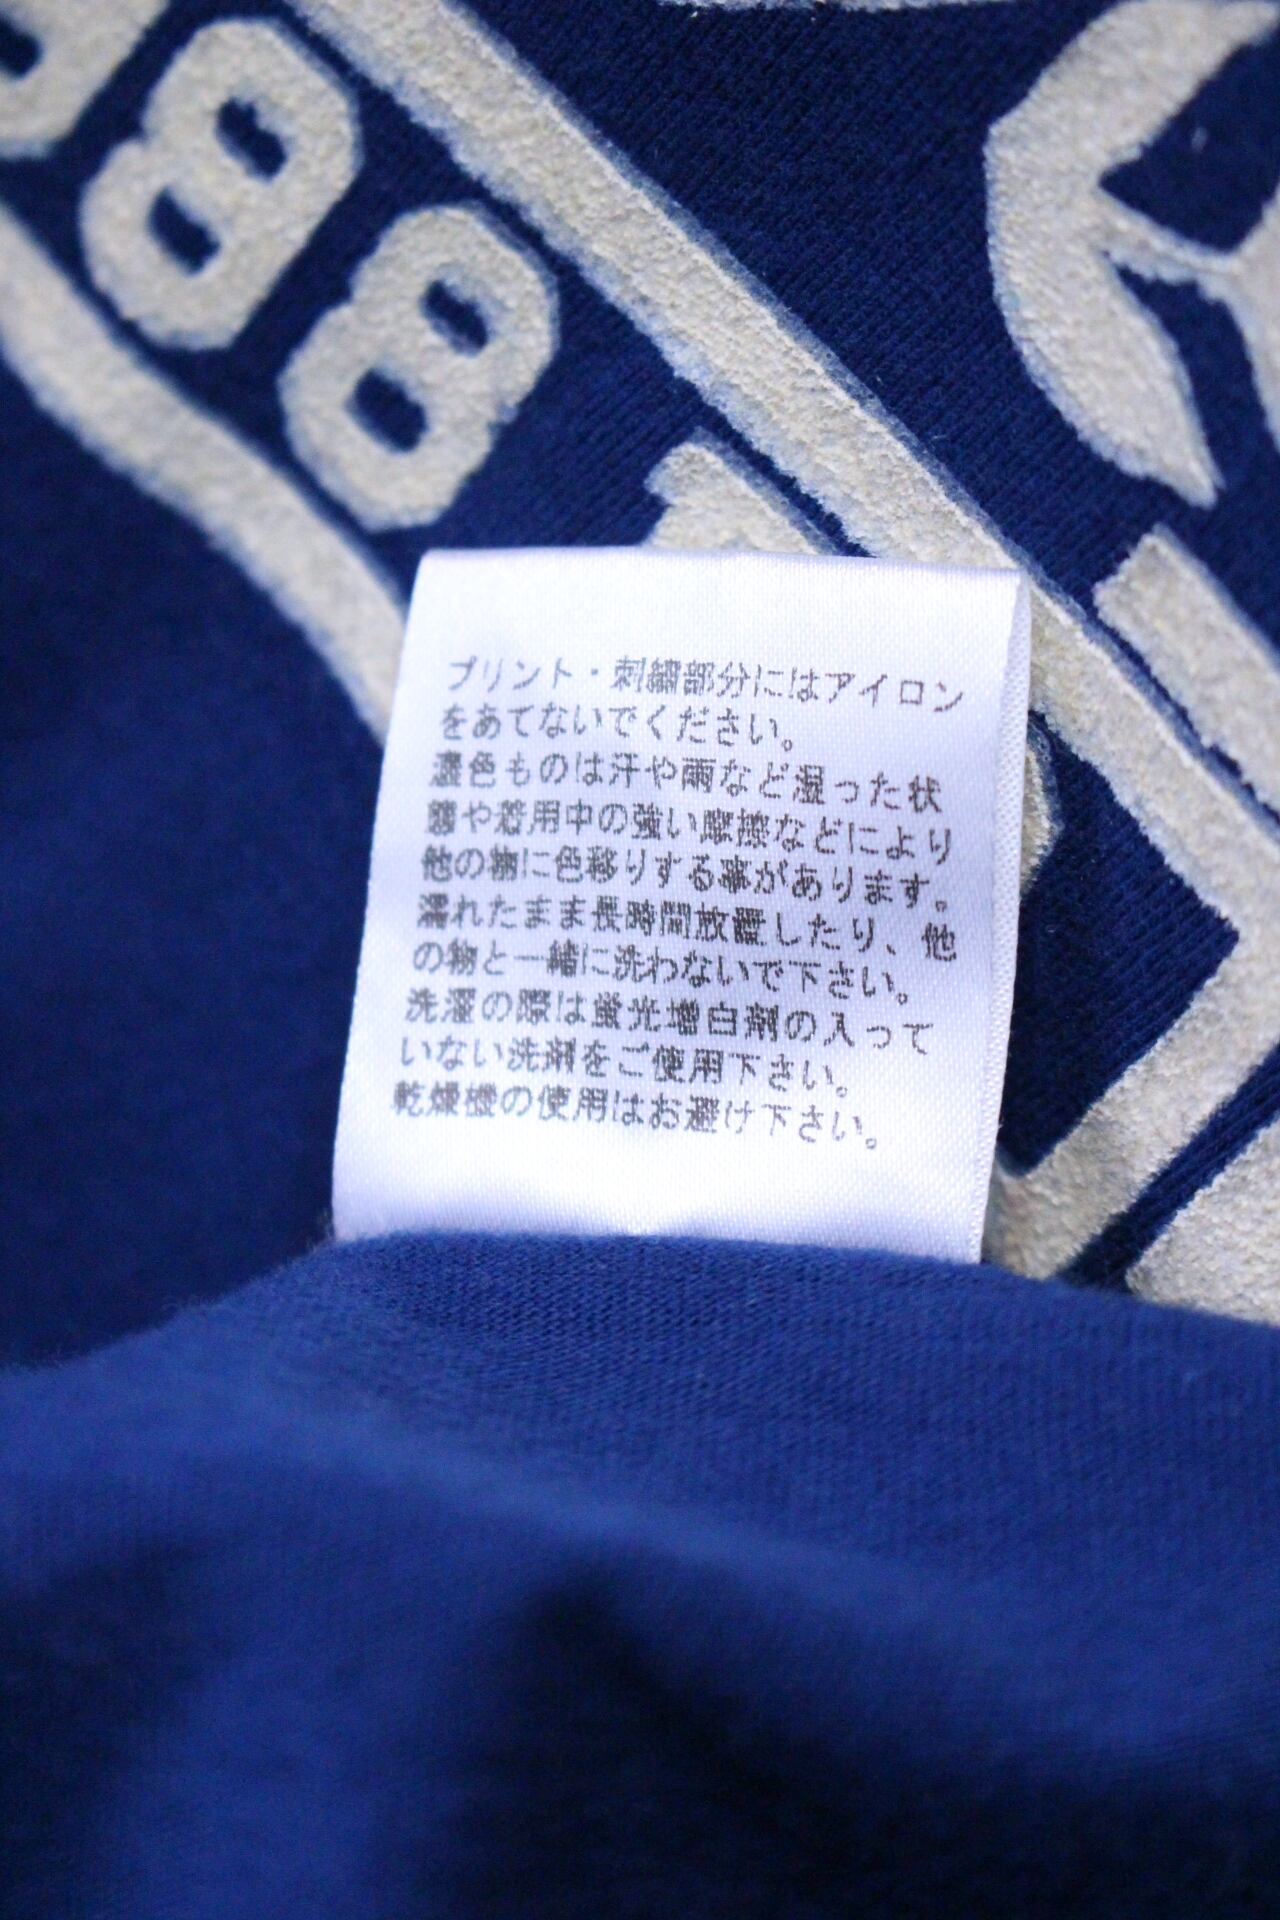 88
プリント・刺繍部分にはアイロン
をあてないでください。
濃色ものは汗や雨など湿った状
態や着用中の強い摩擦などにより
他の物に色移りする事があります。
濡れたまま長時間放置したり、他
の物と一緒に洗わないで下さい。
洗濯の際は蛍光増白剤の入って
いない洗剤をご使用下さい。
乾燥機の使用はお避け下さい。